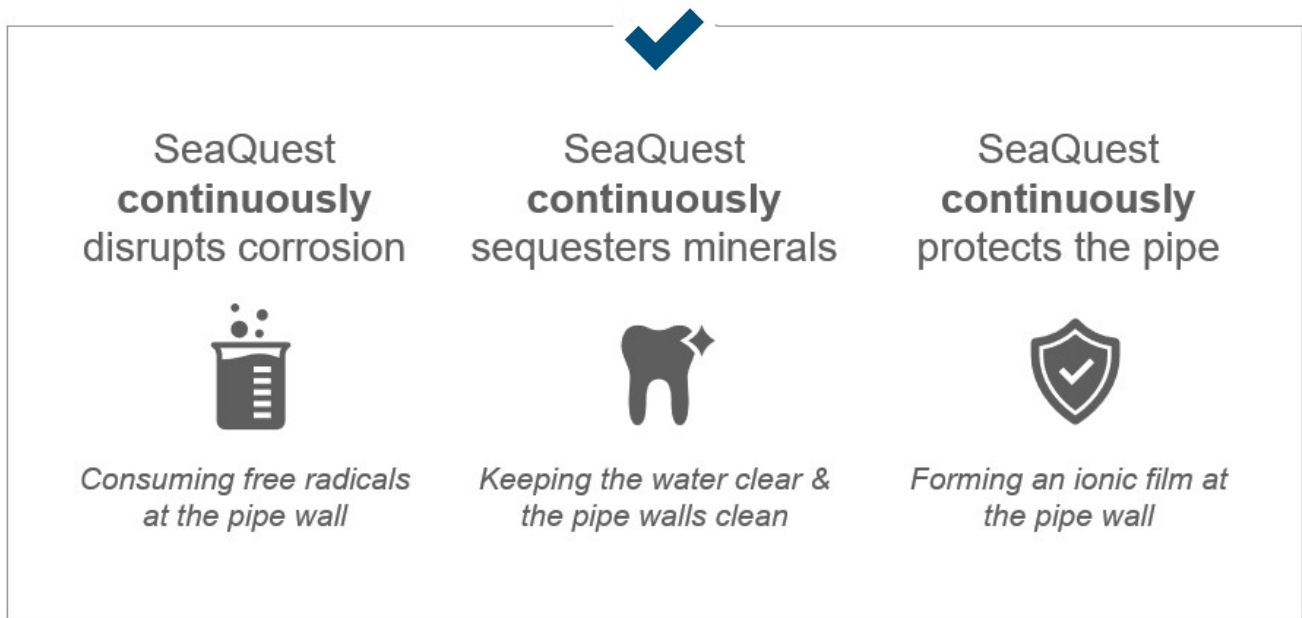 SeaQuest
continuously
disrupts corrosion
Consuming free radicals
at the pipe wall
SeaQuest
continuously
sequesters minerals
Keeping the water clear &
the pipe walls clean
SeaQuest
continuously
protects the pipe
Forming an ionic film at
the pipe wall